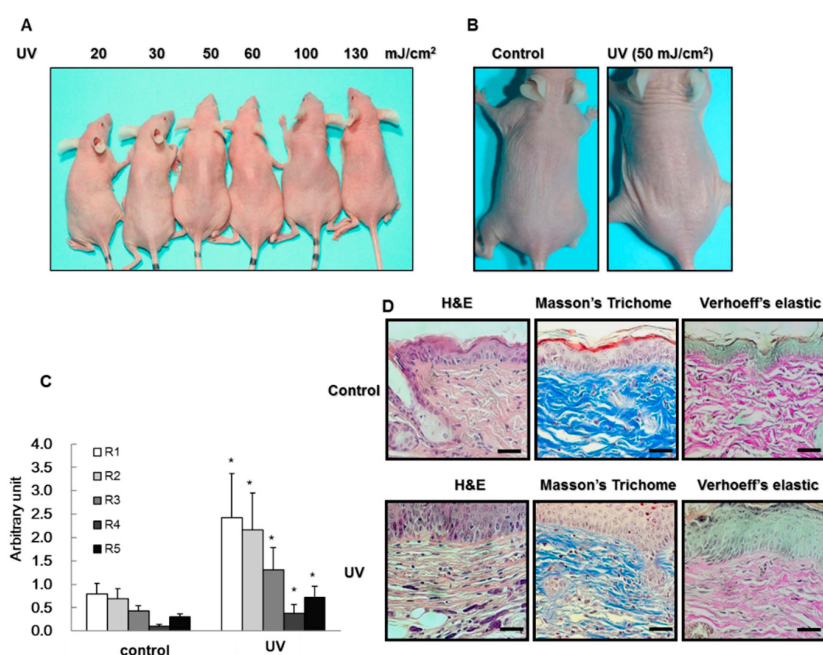 A
UV 20 30 50 60 100 130 mJ/cm²
B
Control UV (50 mJ/cm²)
C
4.0
3.5
3.0
2.5
2.0
1.5
1.0
0.5
0.0
Arbitrary unit
R1
R2
R3
R4
R5
* * * * *
control UV
D
H&E Masson's Trichome Verhoeff's elastic
Control
H&E Masson's Trichome Verhoeff's elastic
UV